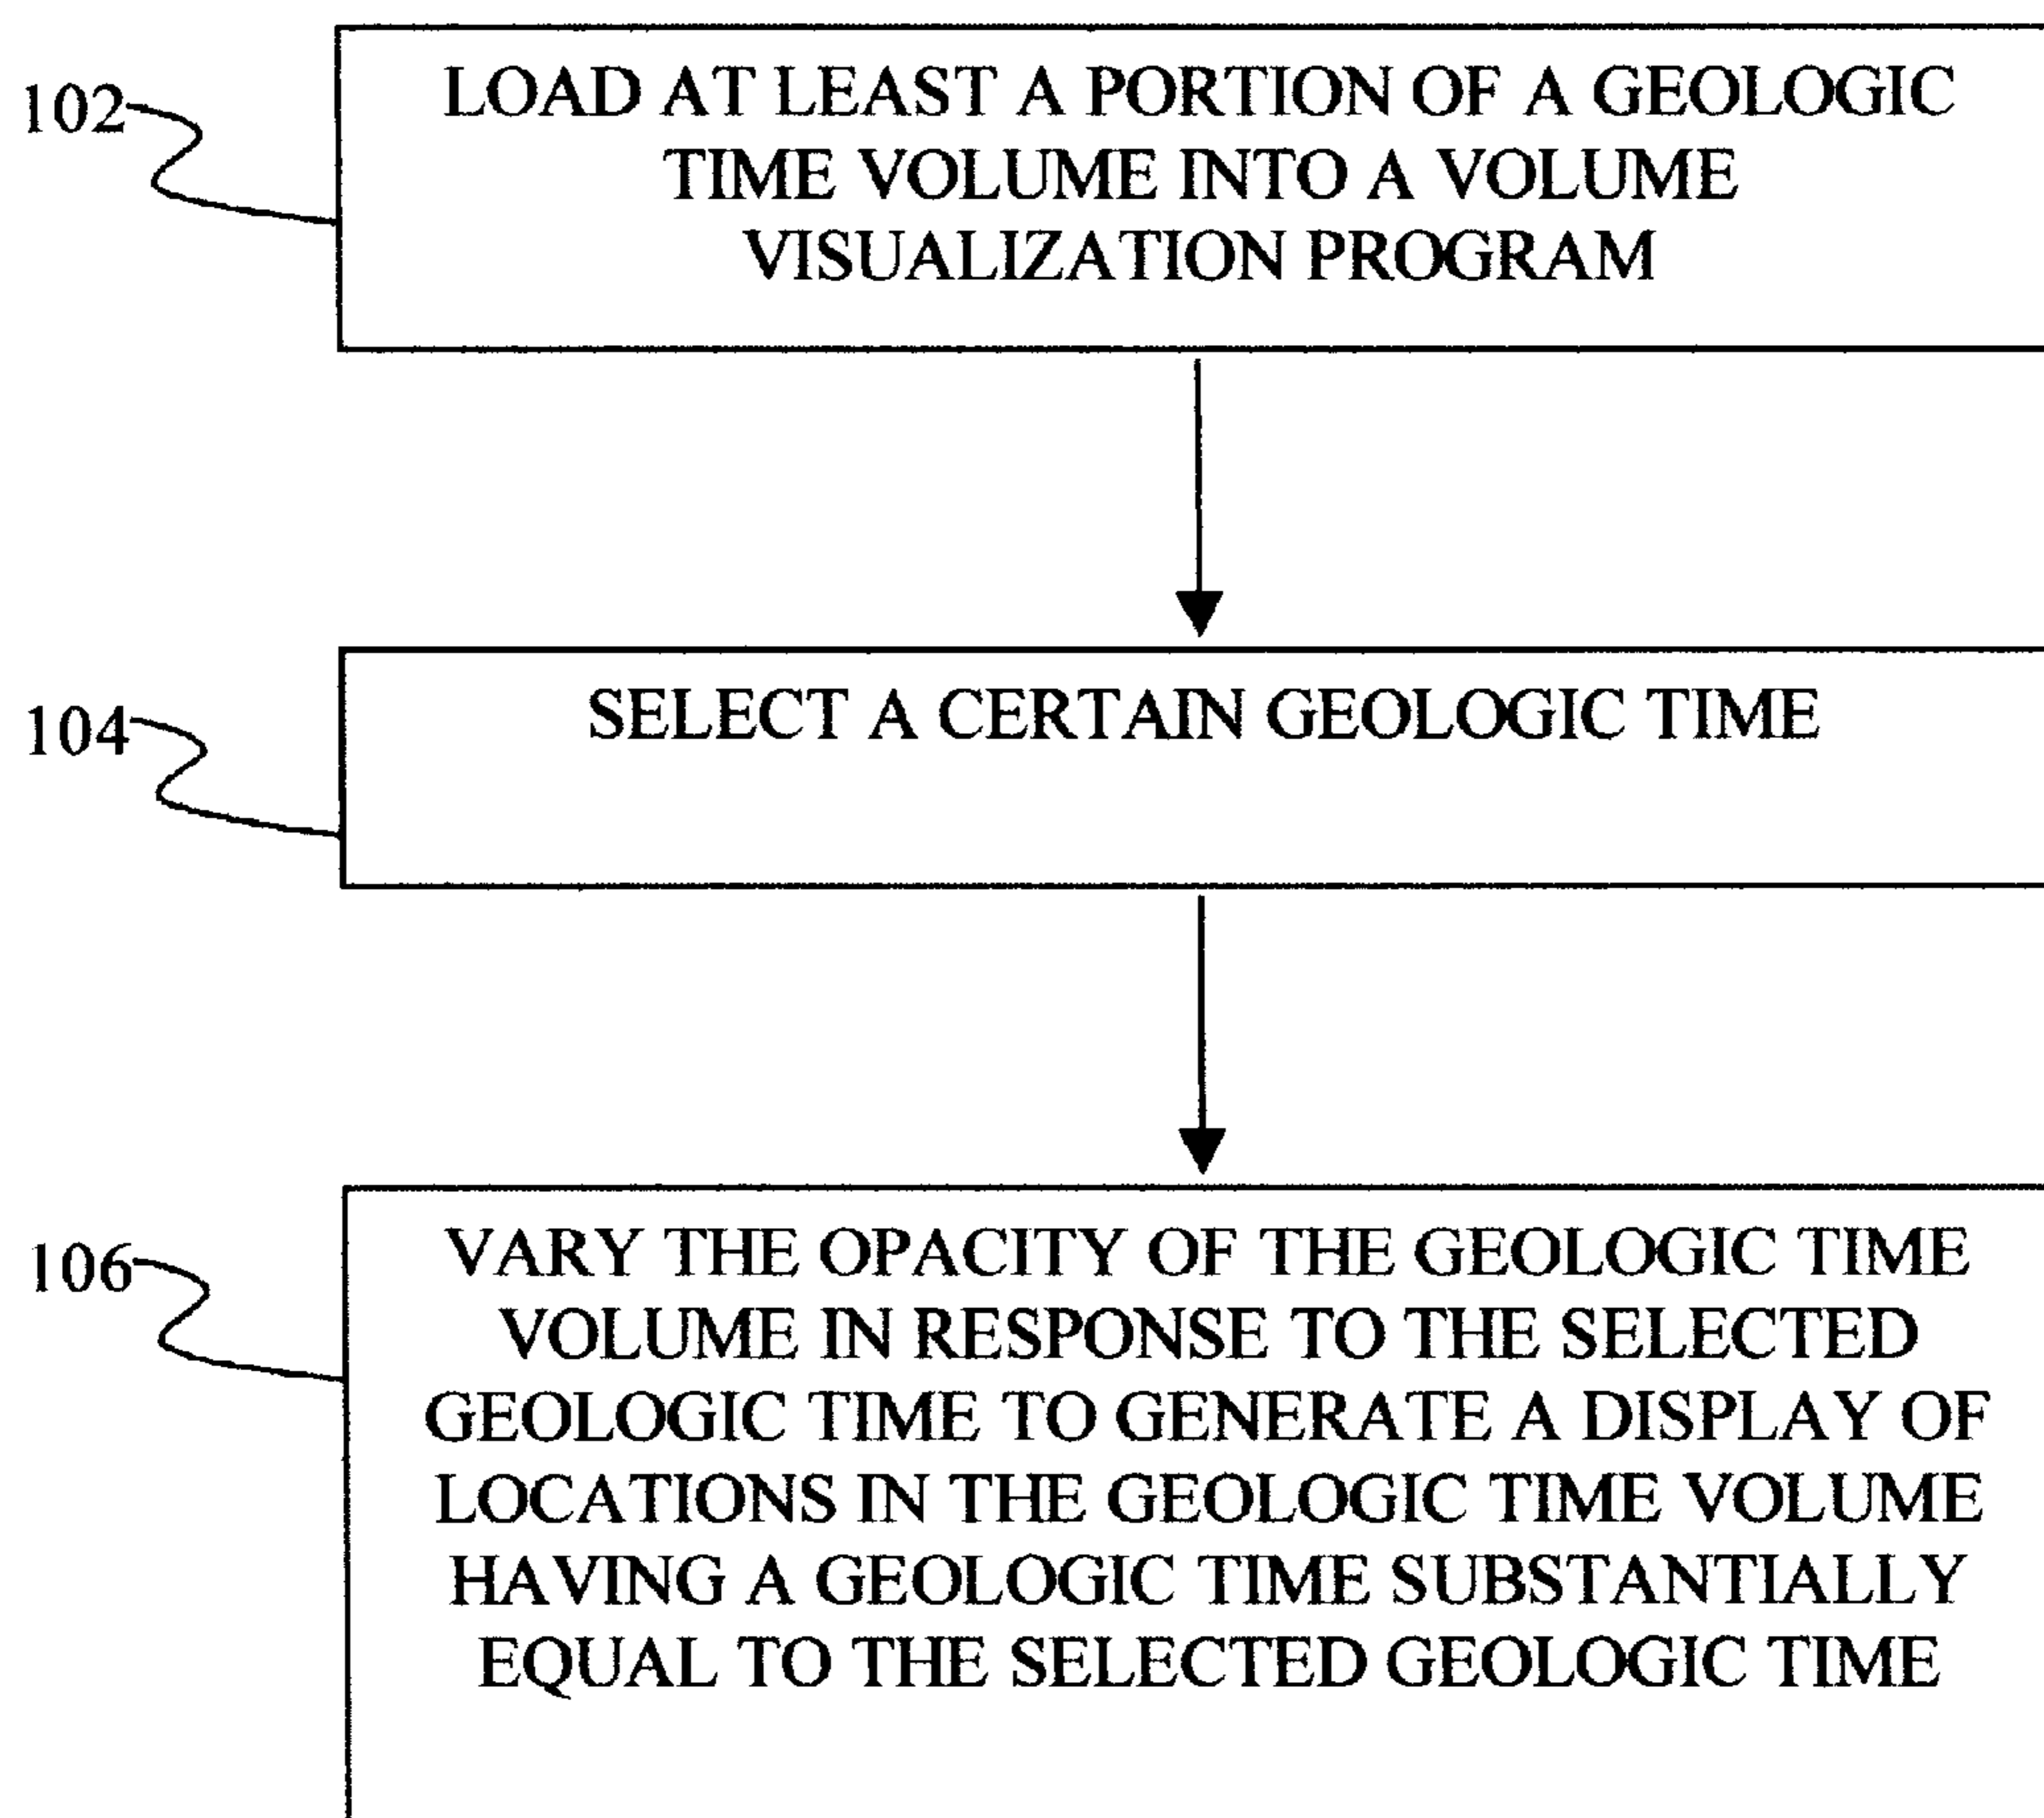 102
LOAD AT LEAST A PORTION OF A GEOLOGIC
TIME VOLUME INTO A VOLUME
VISUALIZATION PROGRAM
104
SELECT A CERTAIN GEOLOGIC TIME
106
VARY THE OPACITY OF THE GEOLOGIC TIME
VOLUME IN RESPONSE TO THE SELECTED
GEOLOGIC TIME TO GENERATE A DISPLAY OF
LOCATIONS IN THE GEOLOGIC TIME VOLUME
HAVING A GEOLOGIC TIME SUBSTANTIALLY
EQUAL TO THE SELECTED GEOLOGIC TIME